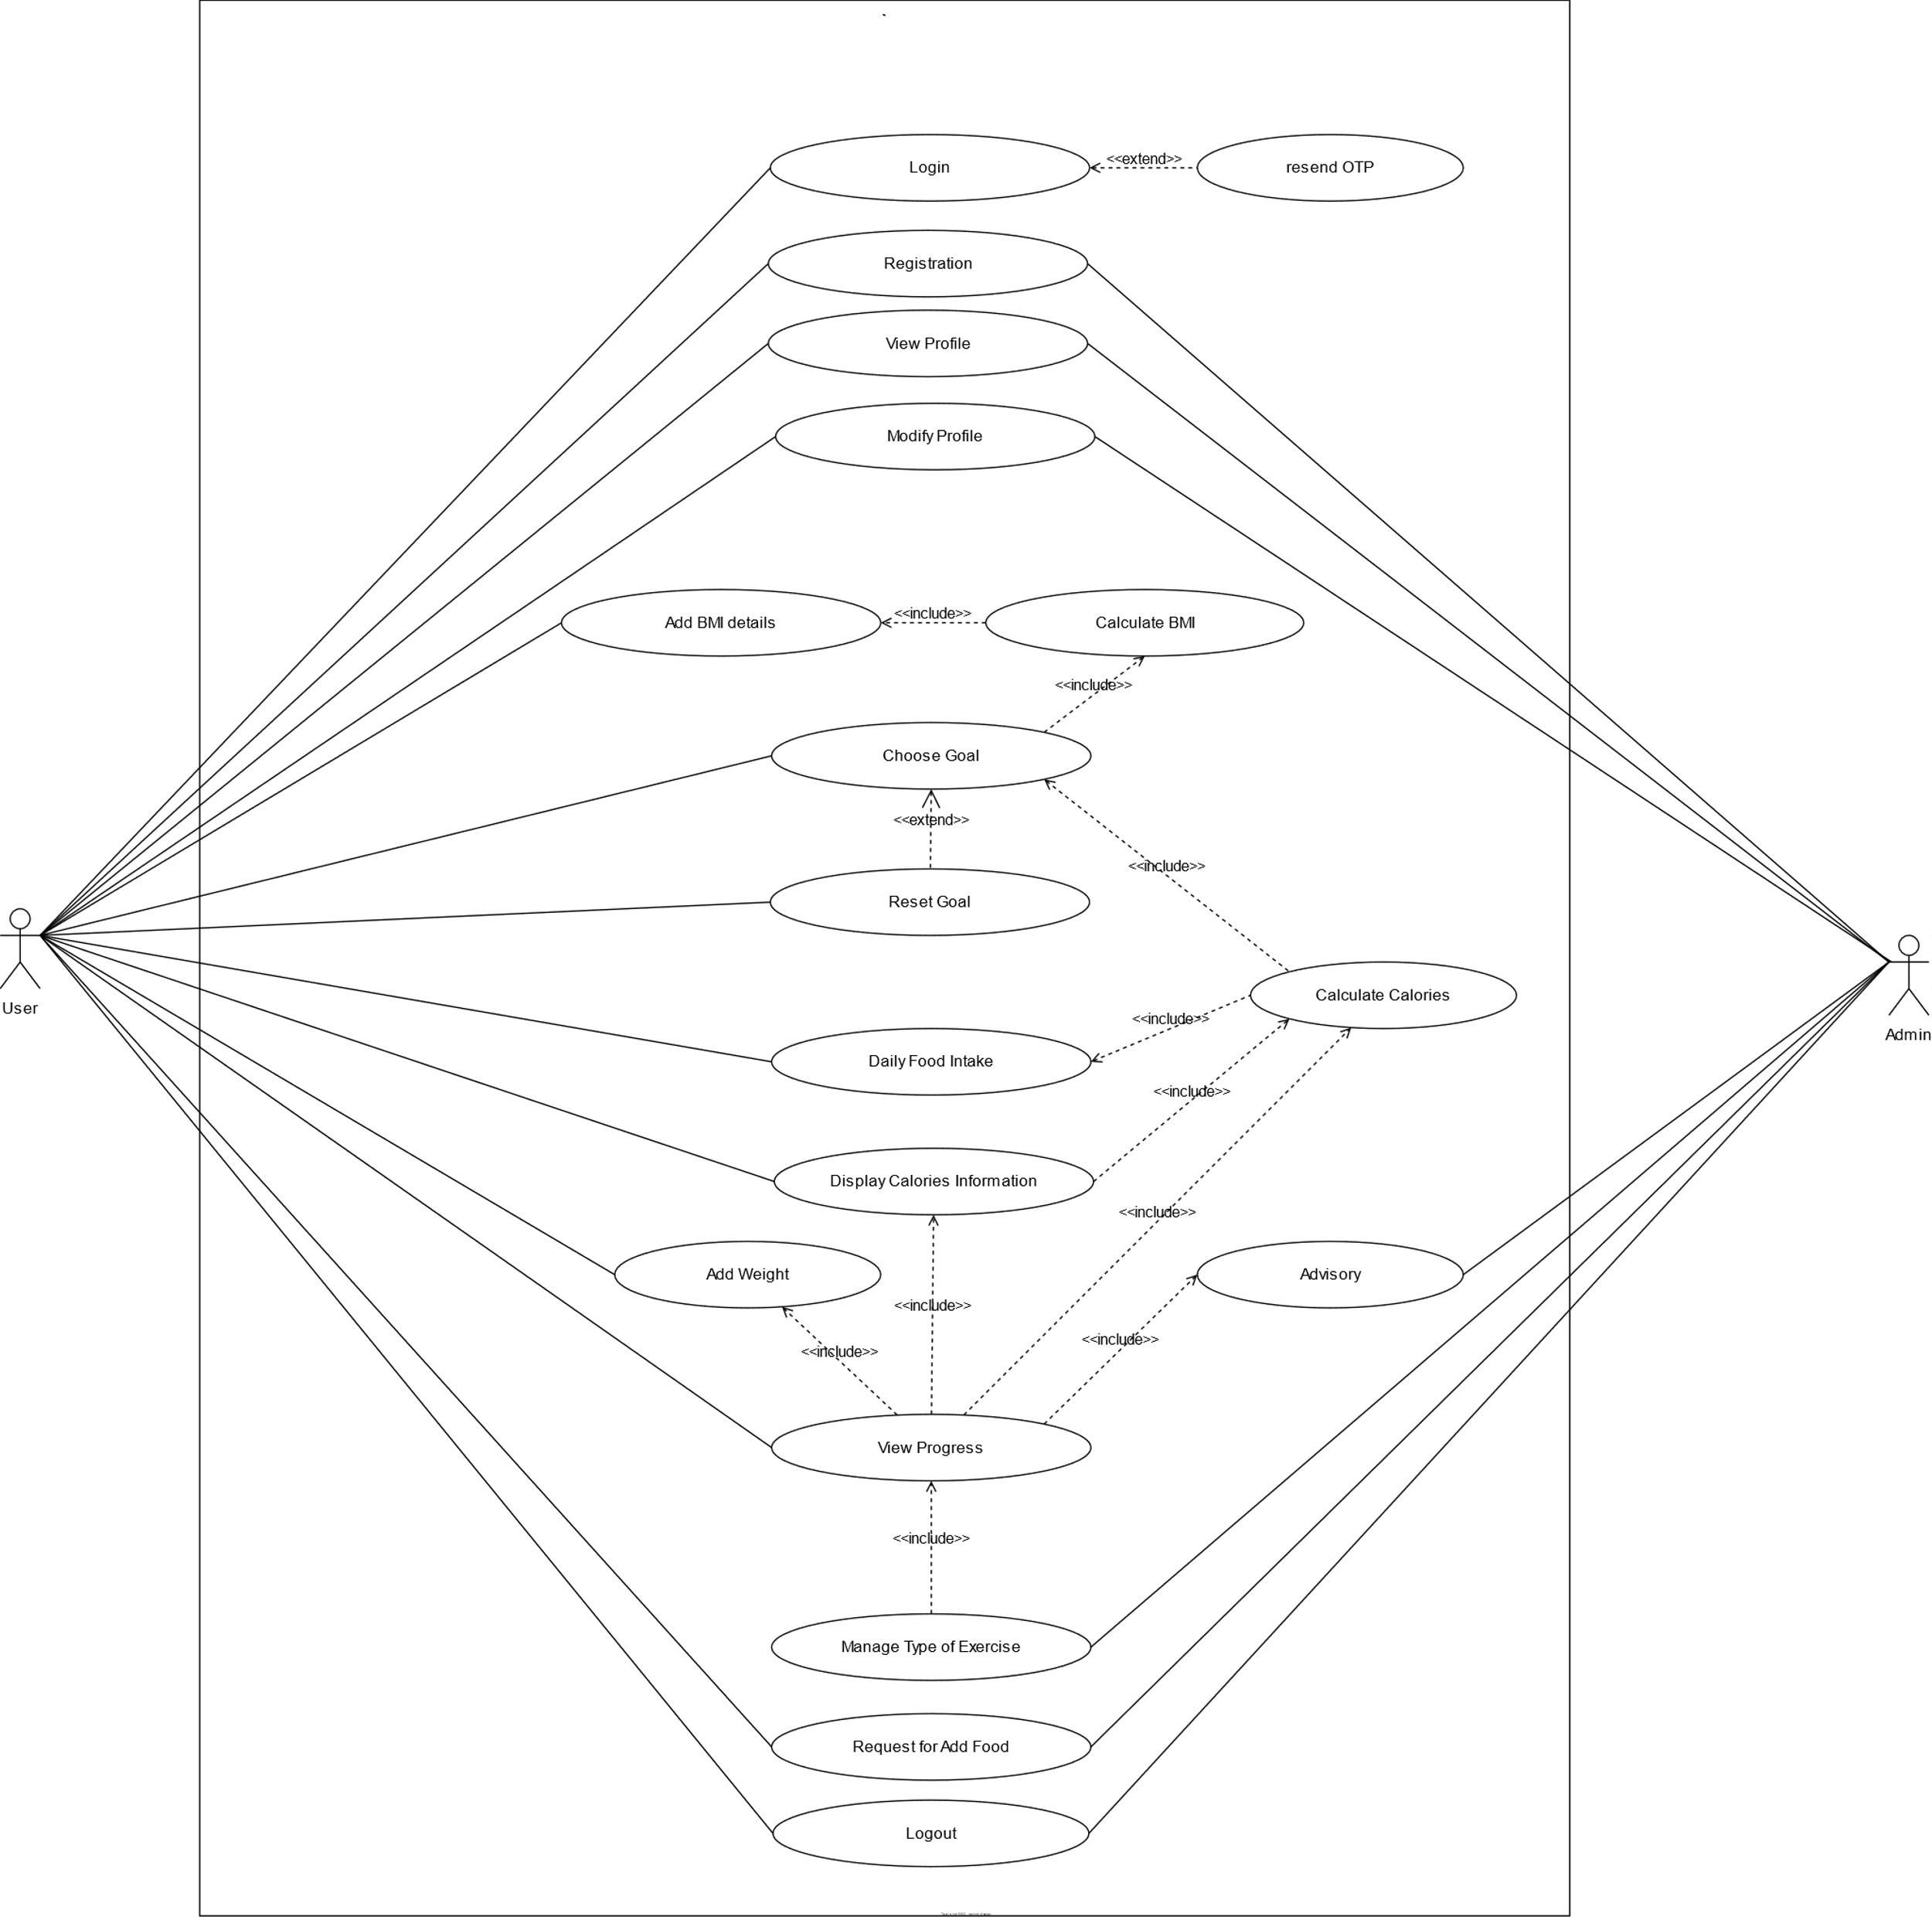 Login
<<extend>>
resend OTP
Registration
View Profile
Modify Profile
Add BMI details
<<include>>
Calculate BMI
<<include>>
Choose Goal
<<extend>>
<<include>>
Reset Goal
User
Admin
Calculate Calories
<<include>>
Daily Food Intake
<<include>>
Display Calories Information
<<include>>
Add Weight
Advisory
<<include>>
<<include>>
<<include>>
View Progress
<<include>>
Manage Type of Exercise
Request for Add Food
Logout